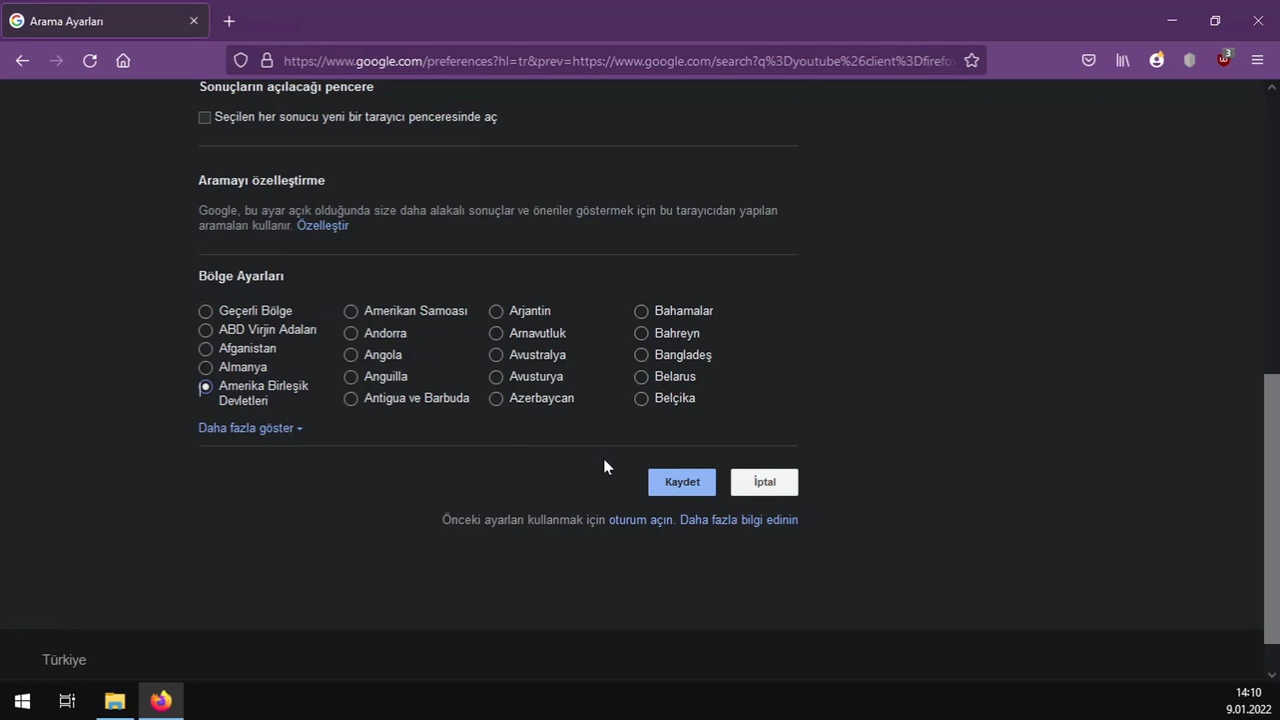 Arama Ayarları
https://www.google.com/preferences?hl=tr&prev=https://www.google.com/search?q%3Dyoutube%26client%3Dfirefox
3
Sonuçların açılacağı pencere
Seçilen her sonucu yeni bir tarayıcı penceresinde aç
Aramayı özelleştirme
Google, bu ayar açık olduğunda size daha alakalı sonuçlar ve öneriler göstermek için bu tarayıcıdan yapılan
aramaları kullanır. Özelleştir
Bölge Ayarları
Geçerli Bölge
ABD Virjin Adaları
Afganistan
Almanya
Amerika Birleşik
Devletleri
Amerikan Samoası
Andorra
Angola
Anguilla
Antigua ve Barbuda
Arjantin
Arnavutluk
Avustralya
Avusturya
Azerbaycan
Bahamalar
Bahreyn
Bangladeş
Belarus
Belçika
Daha fazla göster
Kaydet
İptal
Önceki ayarları kullanmak için oturum açın. Daha fazla bilgi edinin
Türkiye
14:10
9.01.2022